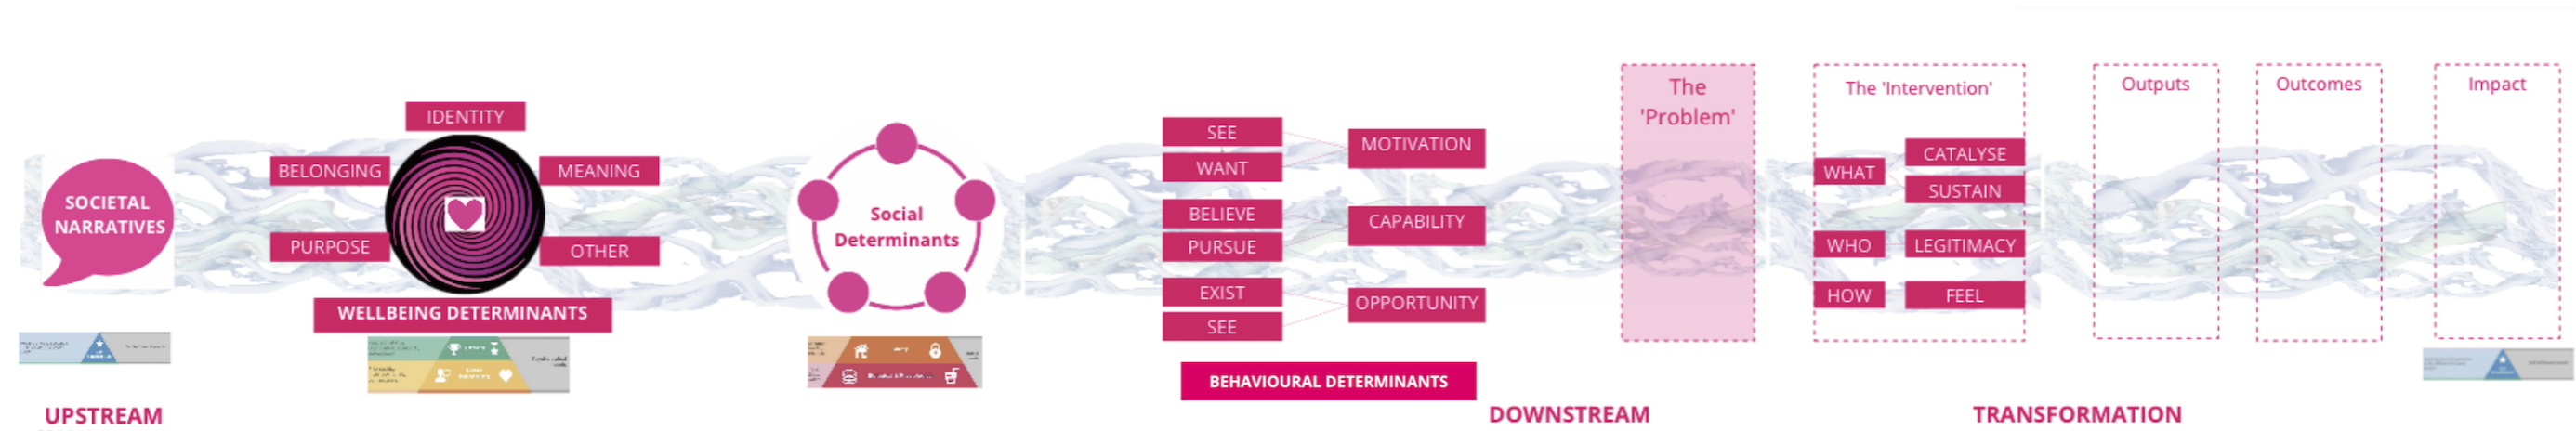 SOCIETAL
NARRATIVES
UPSTREAM
IDENTITY
BELONGING
MEANING
PURPOSE
OTHER
WELLBEING DETERMINANTS
Social
Determinants
SEE
WANT
MOTIVATION
BELIEVE
PURSUE
CAPABILITY
EXIST
SEE
OPPORTUNITY
BEHAVIOURAL DETERMINANTS
DOWNSTREAM
The
'Problem'
The 'Intervention'
WHAT
CATALYSE
SUSTAIN
WHO
LEGITIMACY
HOW
FEEL
TRANSFORMATION
Outputs
Outcomes
Impact